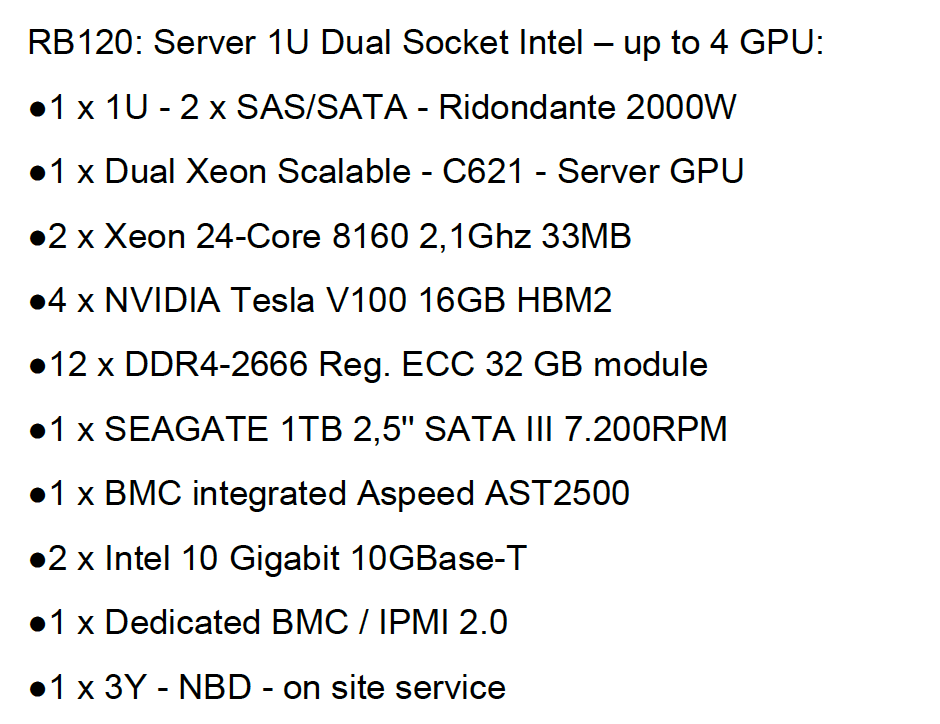 RB120: Server 1U Dual Socket Intel – up to 4 GPU:
●1 x 1U - 2 x SAS/SATA - Ridondante 2000W
●1 x Dual Xeon Scalable - C621 - Server GPU
●2 x Xeon 24-Core 8160 2,1Ghz 33MB
●4 x NVIDIA Tesla V100 16GB HBM2
●12 x DDR4-2666 Reg. ECC 32 GB module
●1 x SEAGATE 1TB 2,5" SATA III 7.200RPM
●1 x BMC integrated Aspeed AST2500
●2 x Intel 10 Gigabit 10GBase-T
●1 x Dedicated BMC / IPMI 2.0
●1 x 3Y - NBD - on site service